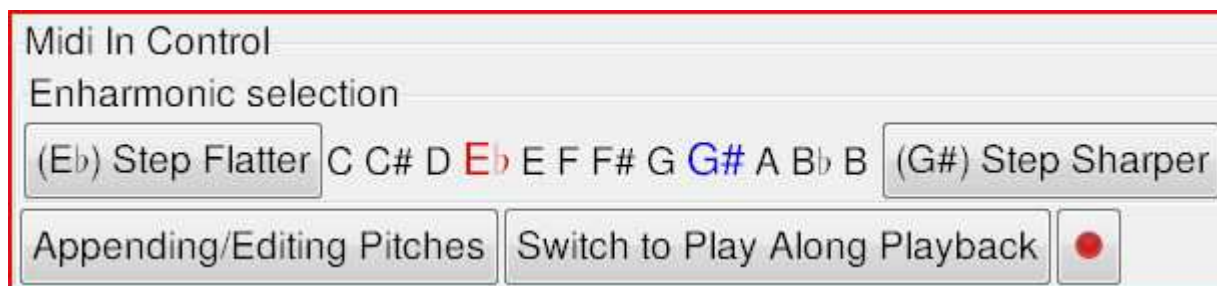 Midi In Control
Enharmonic selection
(E♭) Step Flatter C C# D E♭ E F F# G G# A B♭ B (G#) Step Sharper
Appending/Editing Pitches Switch to Play Along Playback